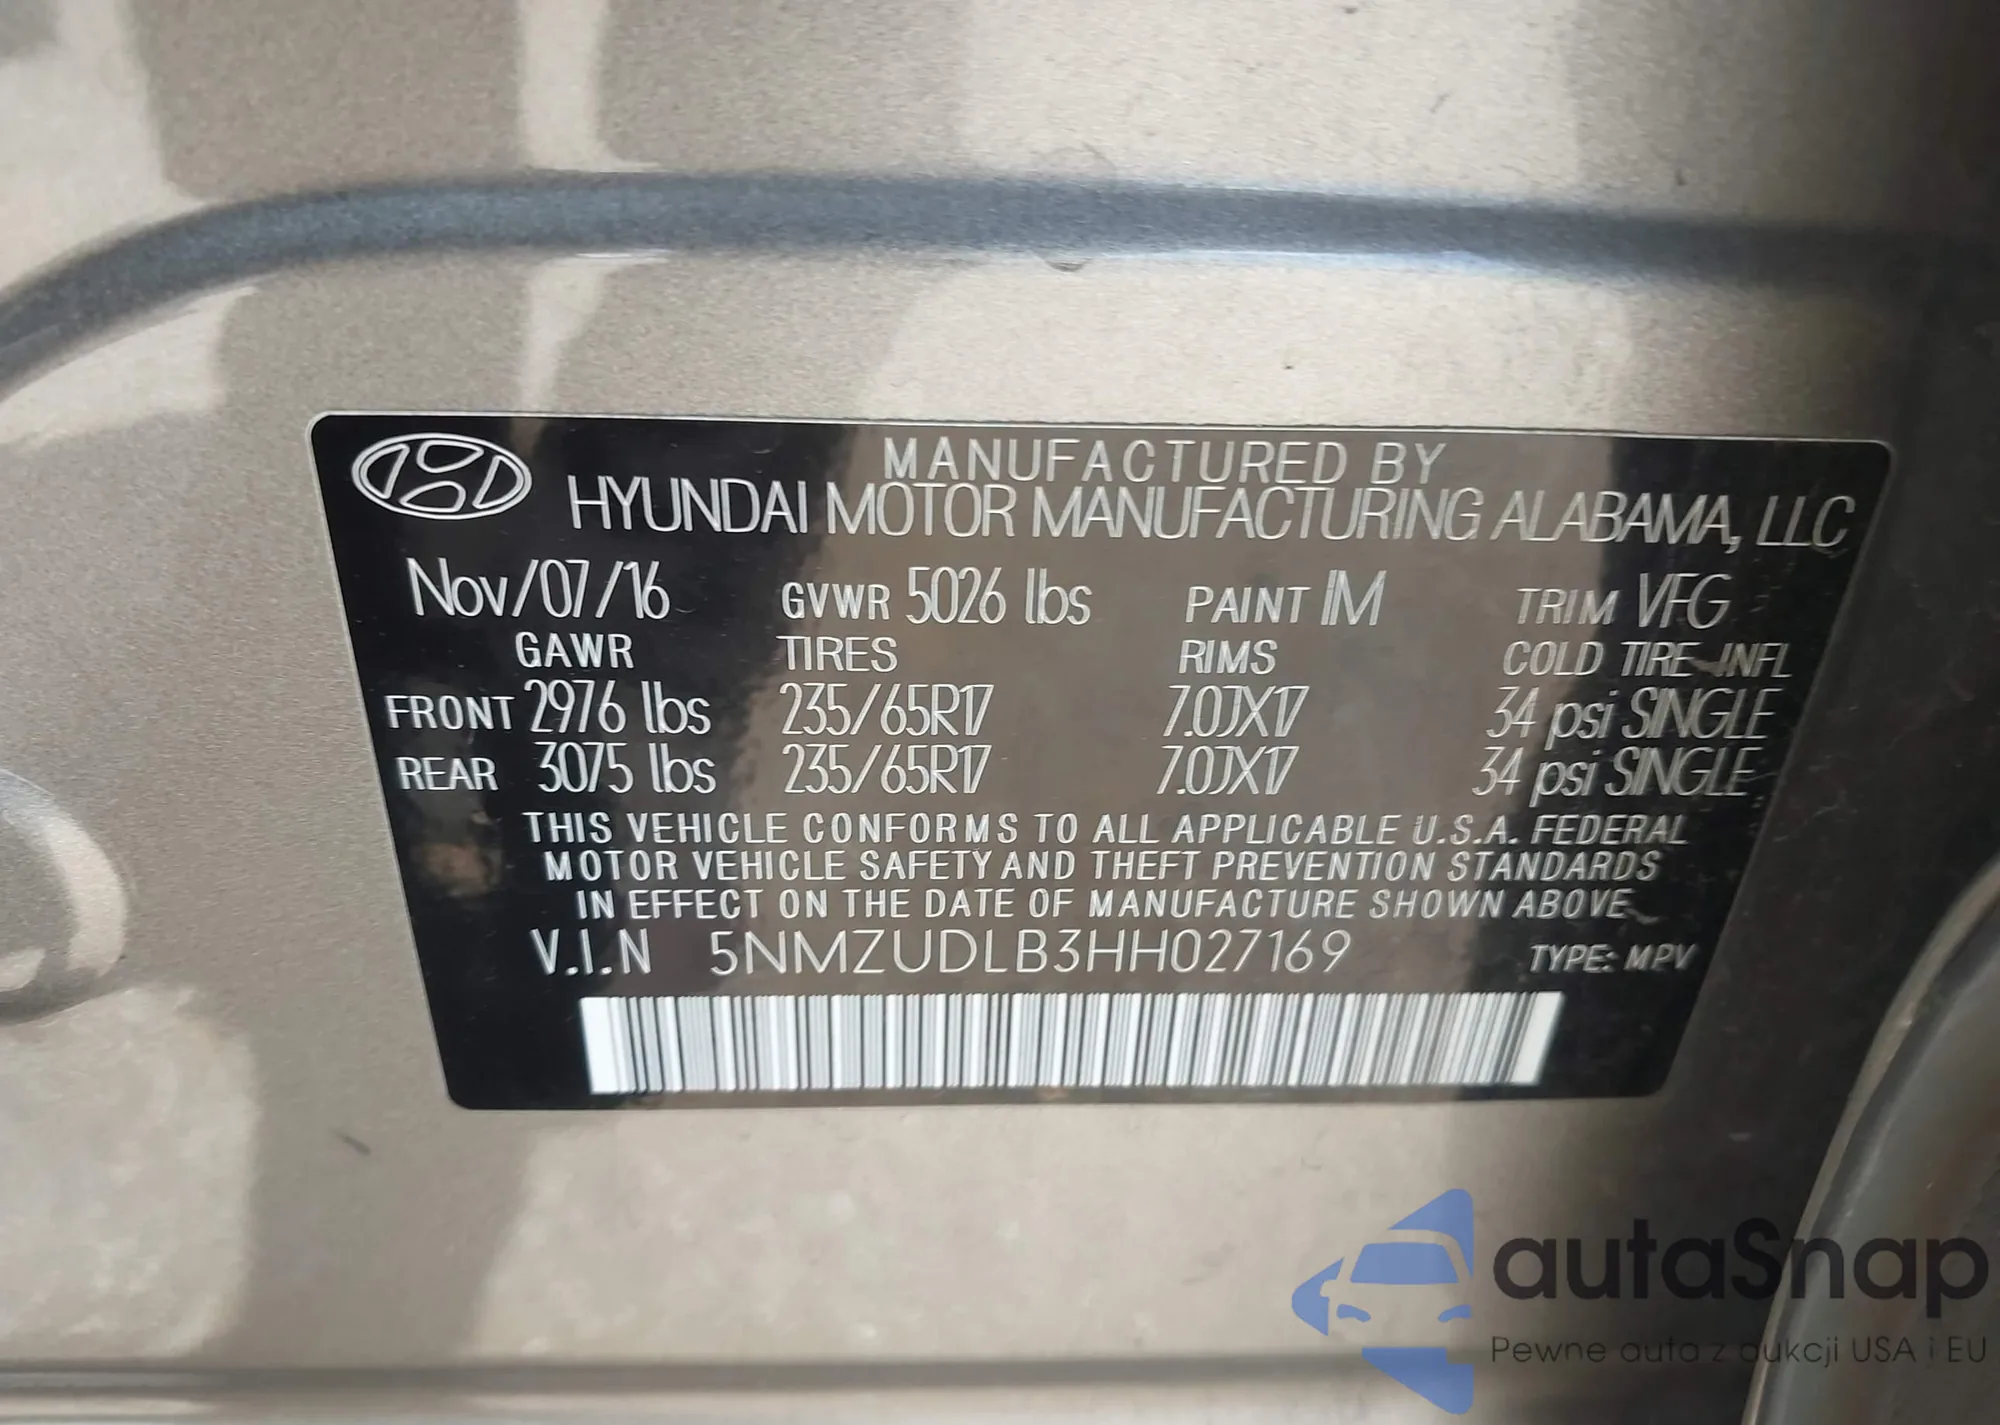 MANUFACTURED BY
HYUNDAI MOTOR MANUFACTURING ALABAMA, LLC
Nov/07/16 GVWR 5026 lbs PAINT IM TRIM VFG
GAWR TIRES RIMS COLD TIRE INFL
FRONT 2976 lbs 235/65R17 7.0JX17 34 psi SINGLE
REAR 3075 lbs 235/65R17 7.0JX17 34 psi SINGLE
THIS VEHICLE CONFORMS TO ALL APPLICABLE U.S.A. FEDERAL
MOTOR VEHICLE SAFETY AND THEFT PREVENTION STANDARDS
IN EFFECT ON THE DATE OF MANUFACTURE SHOWN ABOVE
V.I.N 5NMZUDLB3HH027169 TYPE: MPV
autaSnap
Pewne auta z aukcji USA i EU